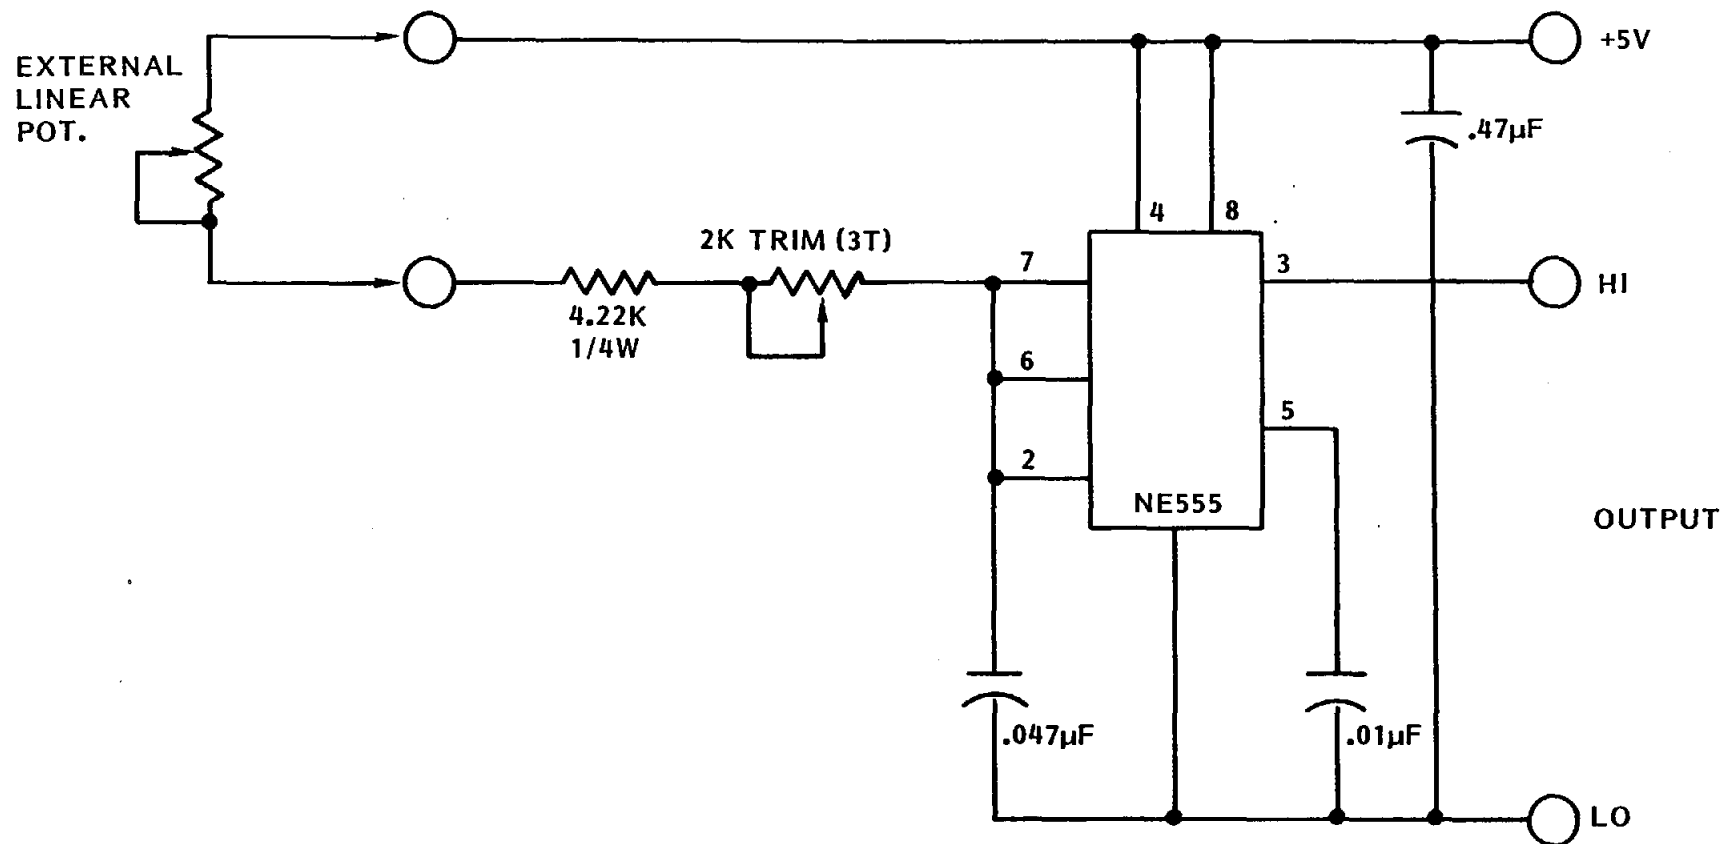 EXTERNAL
LINEAR
POT.
+5V
.47µF
4
8
2K TRIM (3T)
7
3
HI
4.22K
1/4W
6
5
2
NE555
OUTPUT
.047µF
.01µF
LO